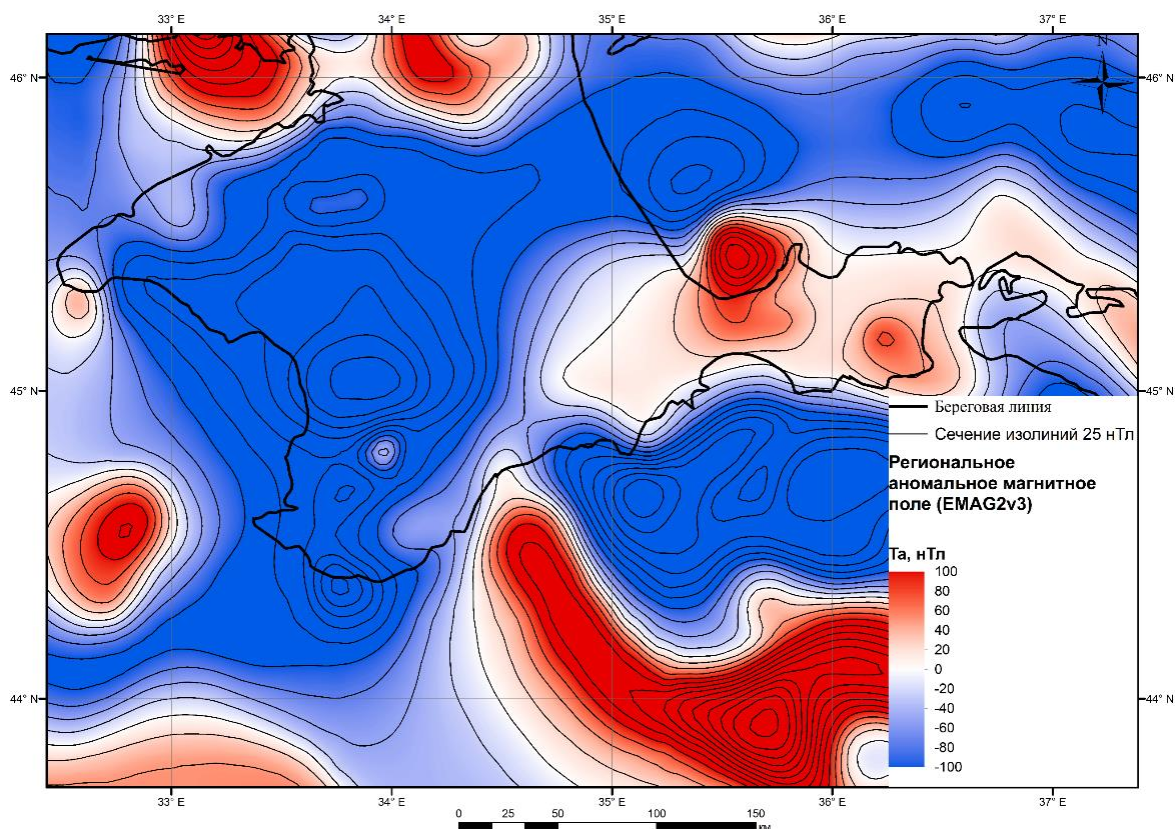 33° E 34° E 35° E 36° E 37° E
N
46° N 46° N
45° N 45° N
Береговая линия
Сечение изолиний 25 нТл
Региональное
аномальное магнитное
поле (EMAG2v3)
Ta, нТл
100
80
60
40
20
0
-20
-40
-60
-80
-100
44° N 44° N
33° E 34° E 35° E 36° E 37° E
0 25 50 100 150
км